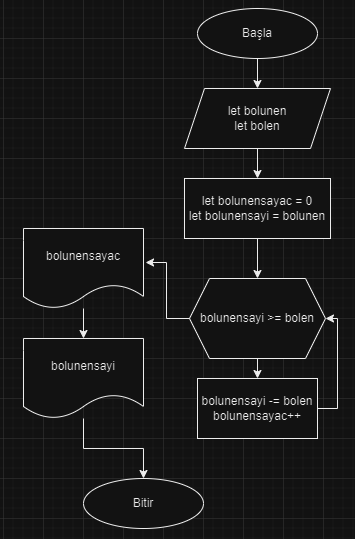 Başla
let bolunen
let bolen
let bolunensayac = 0
let bolunensayi = bolunen
bolunensayi >= bolen
bolunensayi -= bolen
bolunensayac++
bolunensayac
bolunensayi
Bitir